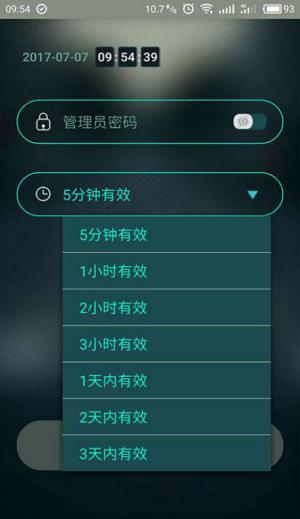 09:54 10.7 K/s 93
2017-07-07 09:54:39
管理员密码
5分钟有效
5分钟有效
1小时有效
2小时有效
3小时有效
1天内有效
2天内有效
3天内有效